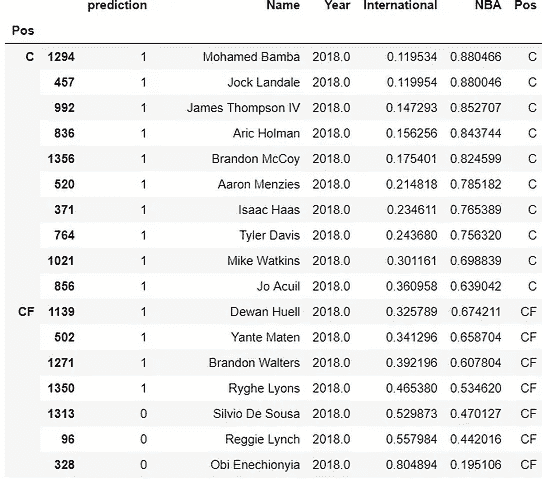 prediction Name Year International NBA Pos
Pos
C 1294 1 Mohamed Bamba 2018.0 0.119534 0.880466 C
457 1 Jock Landale 2018.0 0.119954 0.880046 C
992 1 James Thompson IV 2018.0 0.147293 0.852707 C
836 1 Aric Holman 2018.0 0.156256 0.843744 C
1356 1 Brandon McCoy 2018.0 0.175401 0.824599 C
520 1 Aaron Menzies 2018.0 0.214818 0.785182 C
371 1 Isaac Haas 2018.0 0.234611 0.765389 C
764 1 Tyler Davis 2018.0 0.243680 0.756320 C
1021 1 Mike Watkins 2018.0 0.301161 0.698839 C
856 1 Jo Acuil 2018.0 0.360958 0.639042 C
CF 1139 1 Dewan Huell 2018.0 0.325789 0.674211 CF
502 1 Yante Maten 2018.0 0.341296 0.658704 CF
1271 1 Brandon Walters 2018.0 0.392196 0.607804 CF
1350 1 Ryghe Lyons 2018.0 0.465380 0.534620 CF
1313 0 Silvio De Sousa 2018.0 0.529873 0.470127 CF
96 0 Reggie Lynch 2018.0 0.557984 0.442016 CF
328 0 Obi Enechionyia 2018.0 0.804894 0.195106 CF